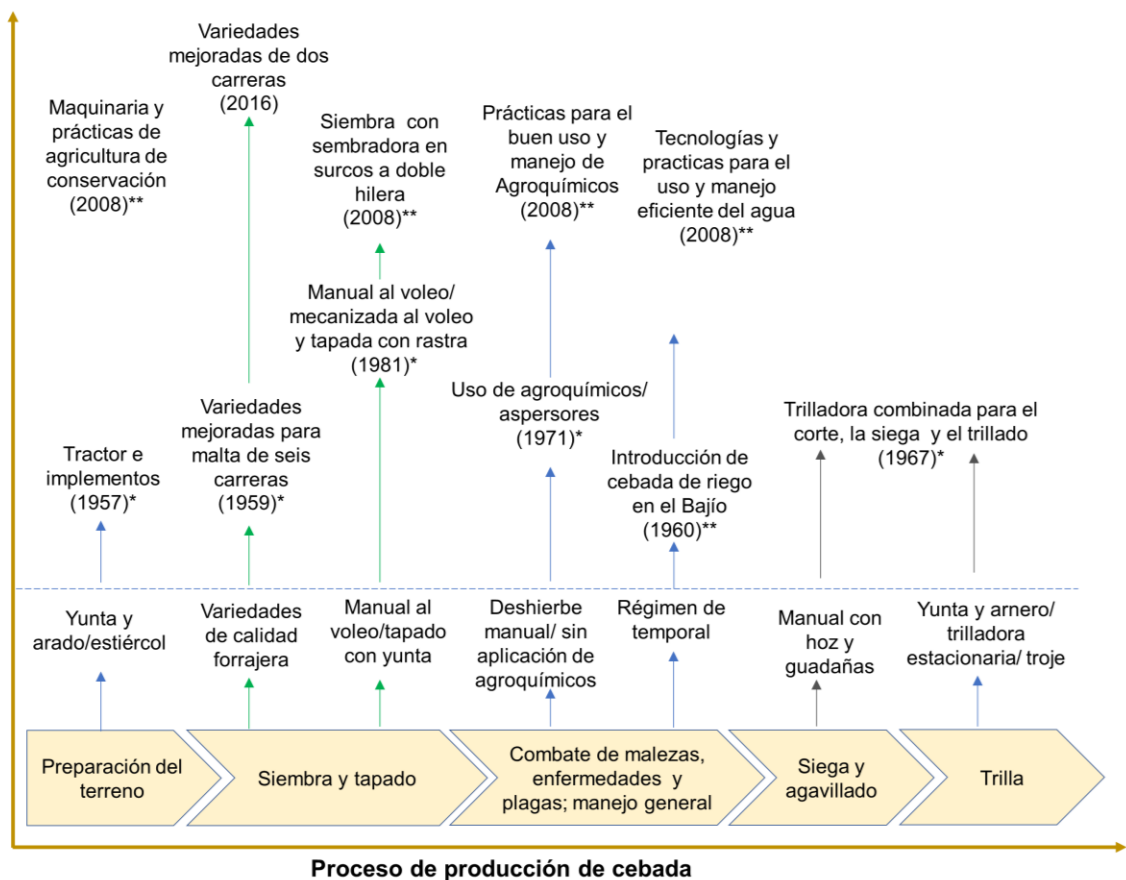 Variedades
mejoradas de dos
carreras
(2016)
Maquinaria y
prácticas de
agricultura de
conservación
(2008)**
Siembra con
sembradora en
surcos a doble
hilera
(2008)**
Prácticas para el
buen uso y
manejo de
Agroquímicos
(2008)**
Tecnologías y
practicas para el
uso y manejo
eficiente del agua
(2008)**
Manual al voleo/
mecanizada al voleo
y tapada con rastra
(1981)*
Tractor e
implementos
(1957)*
Variedades
mejoradas para
malta de seis
carreras
(1959)*
Uso de agroquímicos/
aspersores
(1971)*
Introducción de
cebada de riego
en el Bajío
(1960)**
Trilladora combinada para el
corte, la siega y el trillado
(1967)*
Yunta y
arado/estiércol
Variedades
de calidad
forrajera
Manual al
voleo/tapado
con yunta
Deshierbe
manual/ sin
aplicación de
agroquímicos
Régimen de
temporal
Manual con
hoz y
guadañas
Yunta y arnero/
trilladora
estacionaria/ troje
Preparación del
terreno
Siembra y tapado
Combate de malezas,
enfermedades y
plagas; manejo general
Siega y
agavillado
Trilla
Proceso de producción de cebada